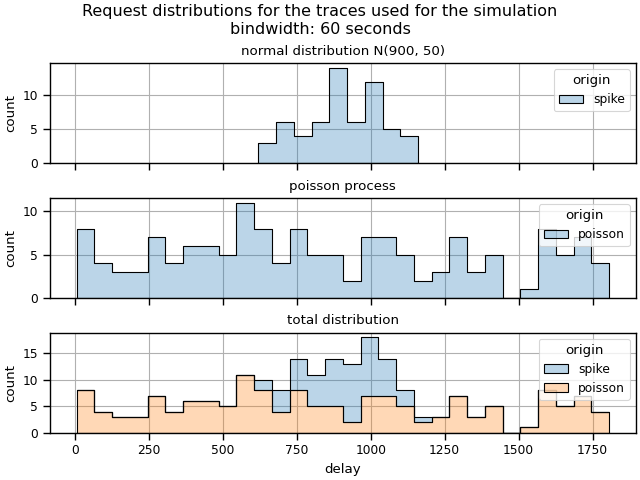 Request distributions for the traces used for the simulation
bindwidth: 60 seconds
normal distribution N(900, 50)
origin
spike
count
10
5
0
poisson process
origin
poisson
count
10
5
0
total distribution
origin
spike
poisson
count
15
10
5
0
0 250 500 750 1000 1250 1500 1750
delay